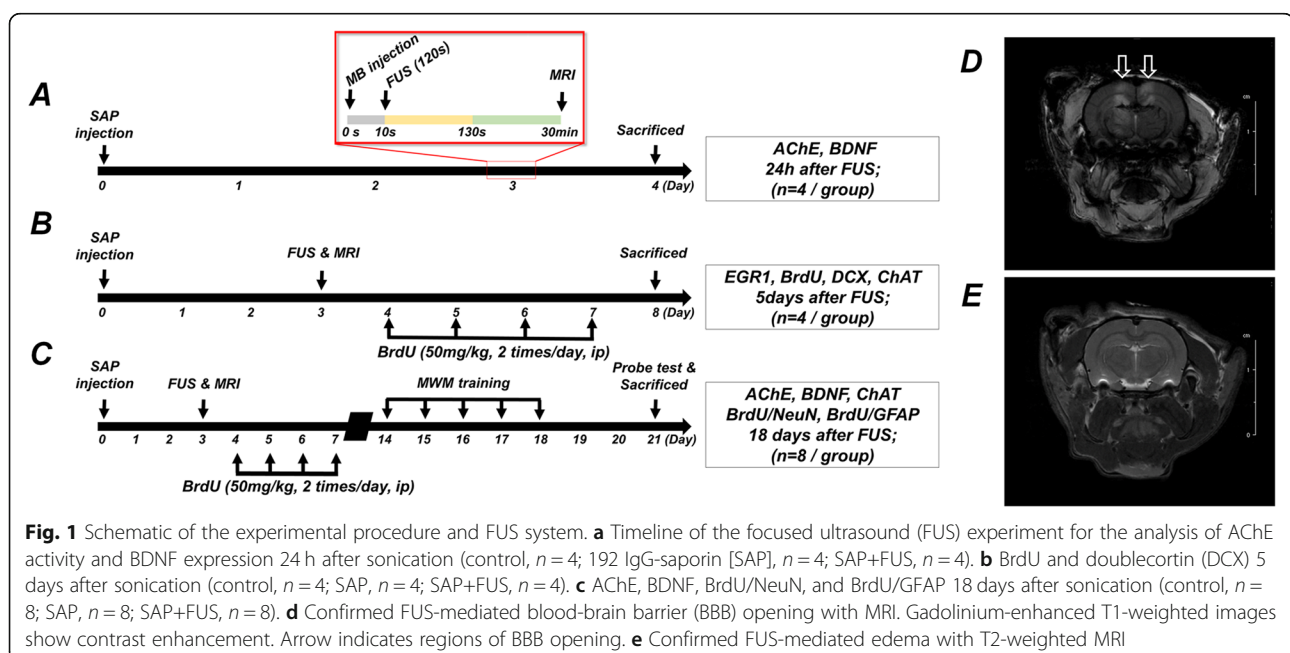 A
MB injection
FUS (120s)
MRI
0 s 10s 130s 30min
SAP
injection
Sacrificed
0 1 2 3 4 (Day)
AChE, BDNF
24h after FUS;
(n=4 / group)
B
SAP
injection
FUS & MRI
Sacrificed
0 1 2 3 4 5 6 7 8 (Day)
BrdU (50mg/kg, 2 times/day, ip)
EGR1, BrdU, DCX, ChAT
5days after FUS;
(n=4 / group)
C
SAP
injection
FUS & MRI
MWM training
Probe test &
Sacrificed
0 1 2 3 4 5 6 7 14 15 16 17 18 19 20 21 (Day)
BrdU (50mg/kg, 2 times/day, ip)
AChE, BDNF, ChAT
BrdU/NeuN, BrdU/GFAP
18 days after FUS;
(n=8 / group)
D
cm
1
0
E
cm
1
0
Fig. 1 Schematic of the experimental procedure and FUS system. a Timeline of the focused ultrasound (FUS) experiment for the analysis of AChE
activity and BDNF expression 24 h after sonication (control, n = 4; 192 IgG-saporin [SAP], n = 4; SAP+FUS, n = 4). b BrdU and doublecortin (DCX) 5
days after sonication (control, n = 4; SAP, n = 4; SAP+FUS, n = 4). c AChE, BDNF, BrdU/NeuN, and BrdU/GFAP 18 days after sonication (control, n =
8; SAP, n = 8; SAP+FUS, n = 8). d Confirmed FUS-mediated blood-brain barrier (BBB) opening with MRI. Gadolinium-enhanced T1-weighted images
show contrast enhancement. Arrow indicates regions of BBB opening. e Confirmed FUS-mediated edema with T2-weighted MRI